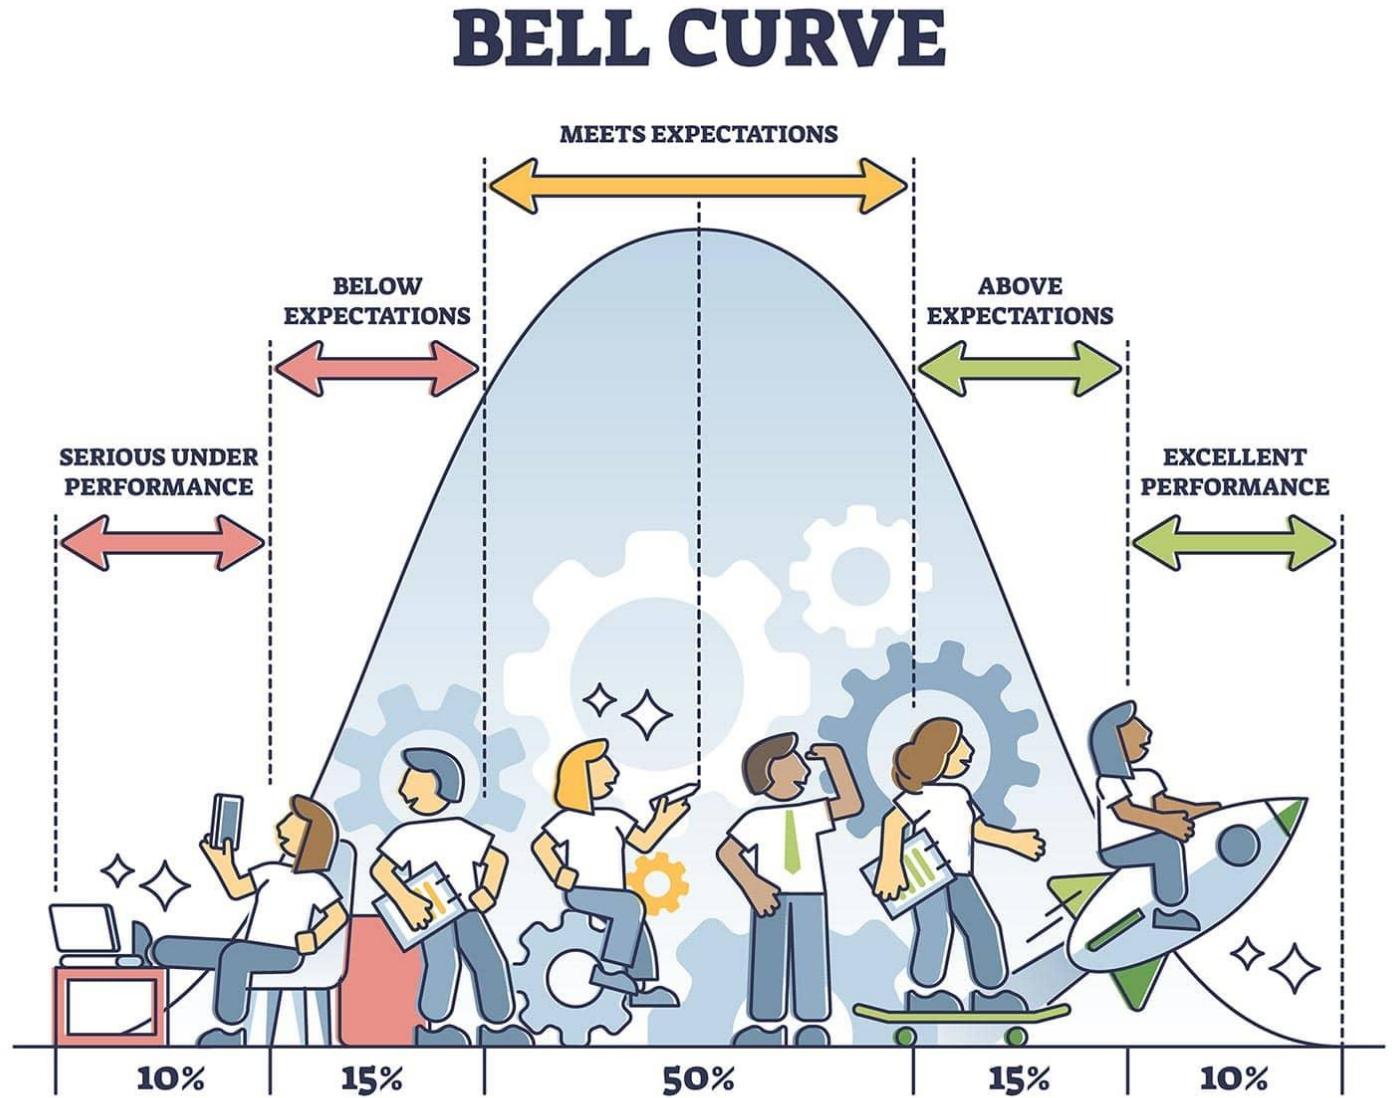 BELL CURVE
MEETS EXPECTATIONS
BELOW
EXPECTATIONS
ABOVE
EXPECTATIONS
SERIOUS UNDER
PERFORMANCE
EXCELLENT
PERFORMANCE
10%
15%
50%
15%
10%